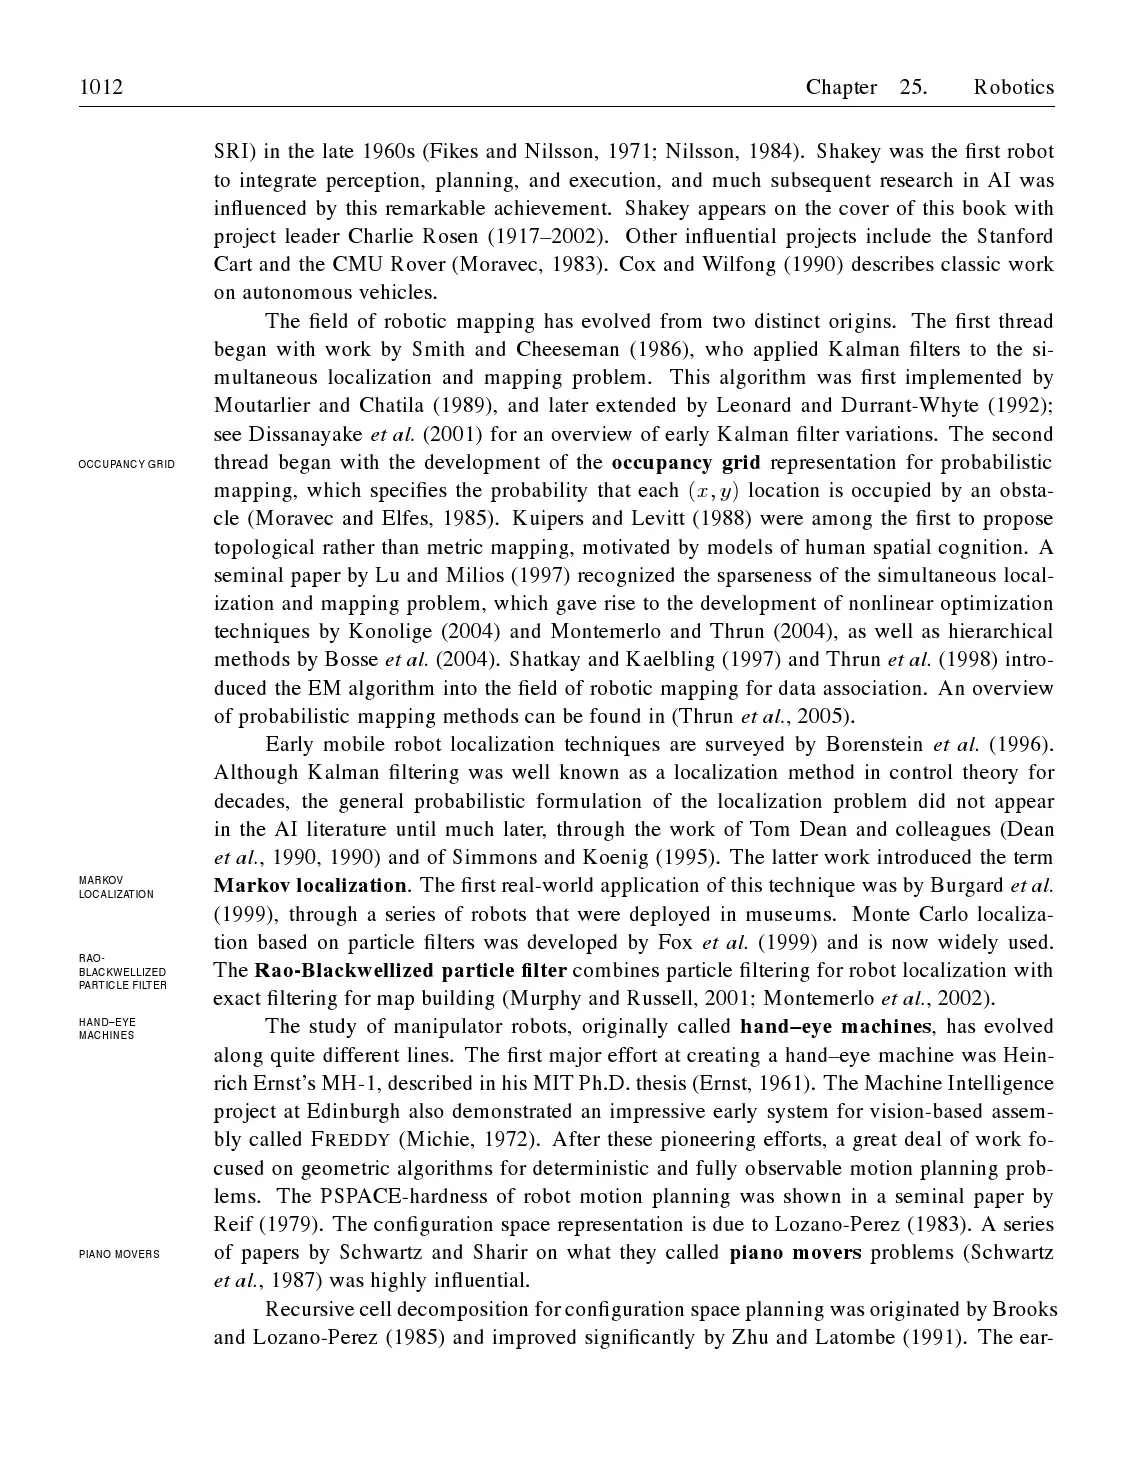 1012 Chapter 25. Robotics
SRI) in the late 1960s (Fikes and Nilsson, 1971; Nilsson, 1984). Shakey was the first robot
to integrate perception, planning, and execution, and much subsequent research in AI was
influenced by this remarkable achievement. Shakey appears on the cover of this book with
project leader Charlie Rosen (1917–2002). Other influential projects include the Stanford
Cart and the CMU Rover (Moravec, 1983). Cox and Wilfong (1990) describes classic work
on autonomous vehicles.
The field of robotic mapping has evolved from two distinct origins. The first thread
began with work by Smith and Cheeseman (1986), who applied Kalman filters to the si-
multaneous localization and mapping problem. This algorithm was first implemented by
Moutarlier and Chatila (1989), and later extended by Leonard and Durrant-Whyte (1992);
see Dissanayake et al. (2001) for an overview of early Kalman filter variations. The second
OCCUPANCY GRID
thread began with the development of the occupancy grid representation for probabilistic
mapping, which specifies the probability that each (x, y) location is occupied by an obsta-
cle (Moravec and Elfes, 1985). Kuipers and Levitt (1988) were among the first to propose
topological rather than metric mapping, motivated by models of human spatial cognition. A
seminal paper by Lu and Milios (1997) recognized the sparseness of the simultaneous local-
ization and mapping problem, which gave rise to the development of nonlinear optimization
techniques by Konolige (2004) and Montemerlo and Thrun (2004), as well as hierarchical
methods by Bosse et al. (2004). Shatkay and Kaelbling (1997) and Thrun et al. (1998) intro-
duced the EM algorithm into the field of robotic mapping for data association. An overview
of probabilistic mapping methods can be found in (Thrun et al., 2005).
Early mobile robot localization techniques are surveyed by Borenstein et al. (1996).
Although Kalman filtering was well known as a localization method in control theory for
decades, the general probabilistic formulation of the localization problem did not appear
in the AI literature until much later, through the work of Tom Dean and colleagues (Dean
et al., 1990, 1990) and of Simmons and Koenig (1995). The latter work introduced the term
MARKOV
LOCALIZATION
Markov localization. The first real-world application of this technique was by Burgard et al.
(1999), through a series of robots that were deployed in museums. Monte Carlo localiza-
tion based on particle filters was developed by Fox et al. (1999) and is now widely used.
RAO-
BLACKWELLIZED
PARTICLE FILTER
The Rao-Blackwellized particle filter combines particle filtering for robot localization with
exact filtering for map building (Murphy and Russell, 2001; Montemerlo et al., 2002).
HAND–EYE
MACHINES
The study of manipulator robots, originally called hand–eye machines, has evolved
along quite different lines. The first major effort at creating a hand–eye machine was Hein-
rich Ernst's MH-1, described in his MIT Ph.D. thesis (Ernst, 1961). The Machine Intelligence
project at Edinburgh also demonstrated an impressive early system for vision-based assem-
bly called FREDDY (Michie, 1972). After these pioneering efforts, a great deal of work fo-
cused on geometric algorithms for deterministic and fully observable motion planning prob-
lems. The PSPACE-hardness of robot motion planning was shown in a seminal paper by
Reif (1979). The configuration space representation is due to Lozano-Perez (1983). A series
PIANO MOVERS
of papers by Schwartz and Sharir on what they called piano movers problems (Schwartz
et al., 1987) was highly influential.
Recursive cell decomposition for configuration space planning was originated by Brooks
and Lozano-Perez (1985) and improved significantly by Zhu and Latombe (1991). The ear-